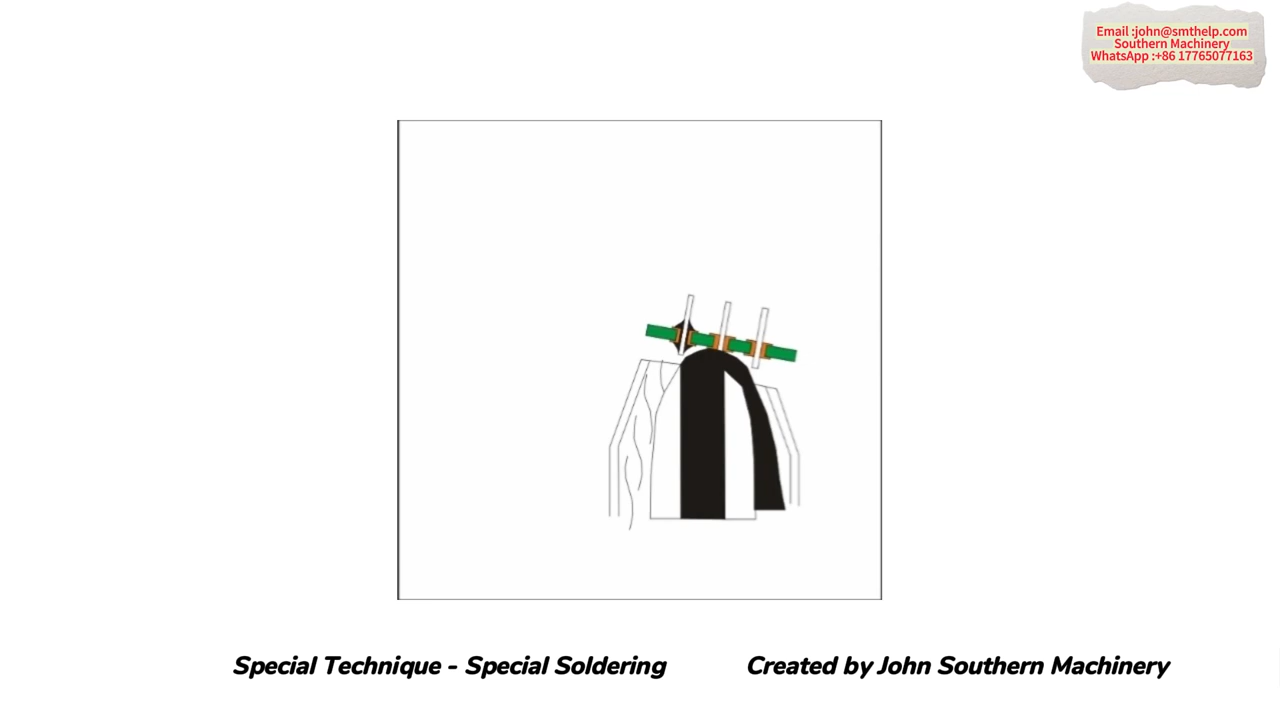 Email :john@smthelp.com
Southern Machinery
WhatsApp :+86 17765077163
Special Technique - Special Soldering
Created by John Southern Machinery